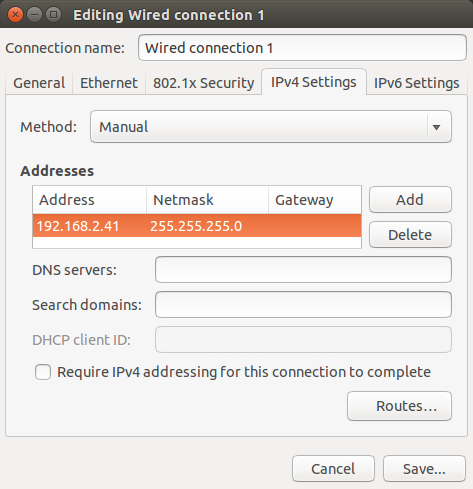 Editing Wired connection 1
Connection name: Wired connection 1
General Ethernet 802.1x Security IPv4 Settings IPv6 Settings
Method: Manual
Addresses
Address Netmask Gateway Add
192.168.2.41 255.255.255.0
Delete
DNS servers:
Search domains:
DHCP client ID:
Require IPv4 addressing for this connection to complete
Routes...
Cancel Save...